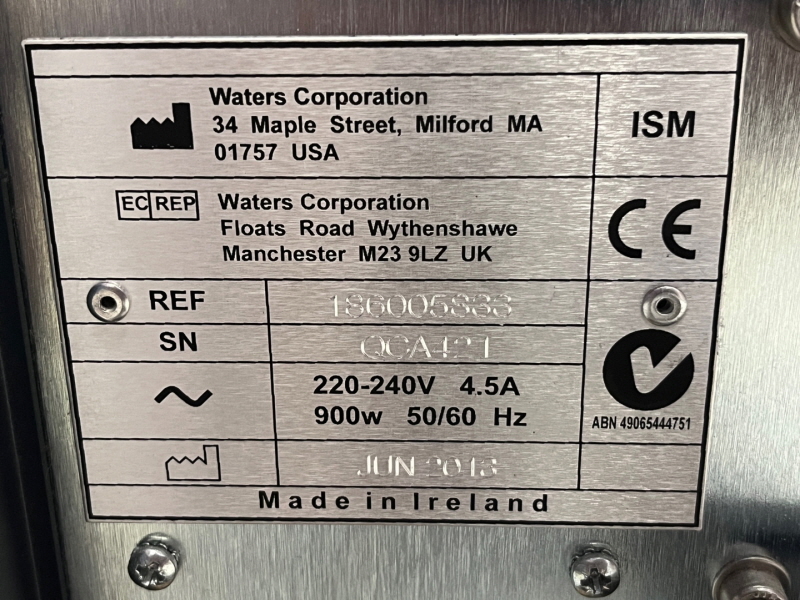 Waters Corporation
34 Maple Street, Milford MA
01757 USA
ISM
EC REP
Waters Corporation
Floats Road Wythenshawe
Manchester M23 9LZ UK
CE
REF 186005833
SN QCA421
220-240V 4.5A
900w 50/60 Hz
ABN 49065444751
JUN 2013
Made in Ireland